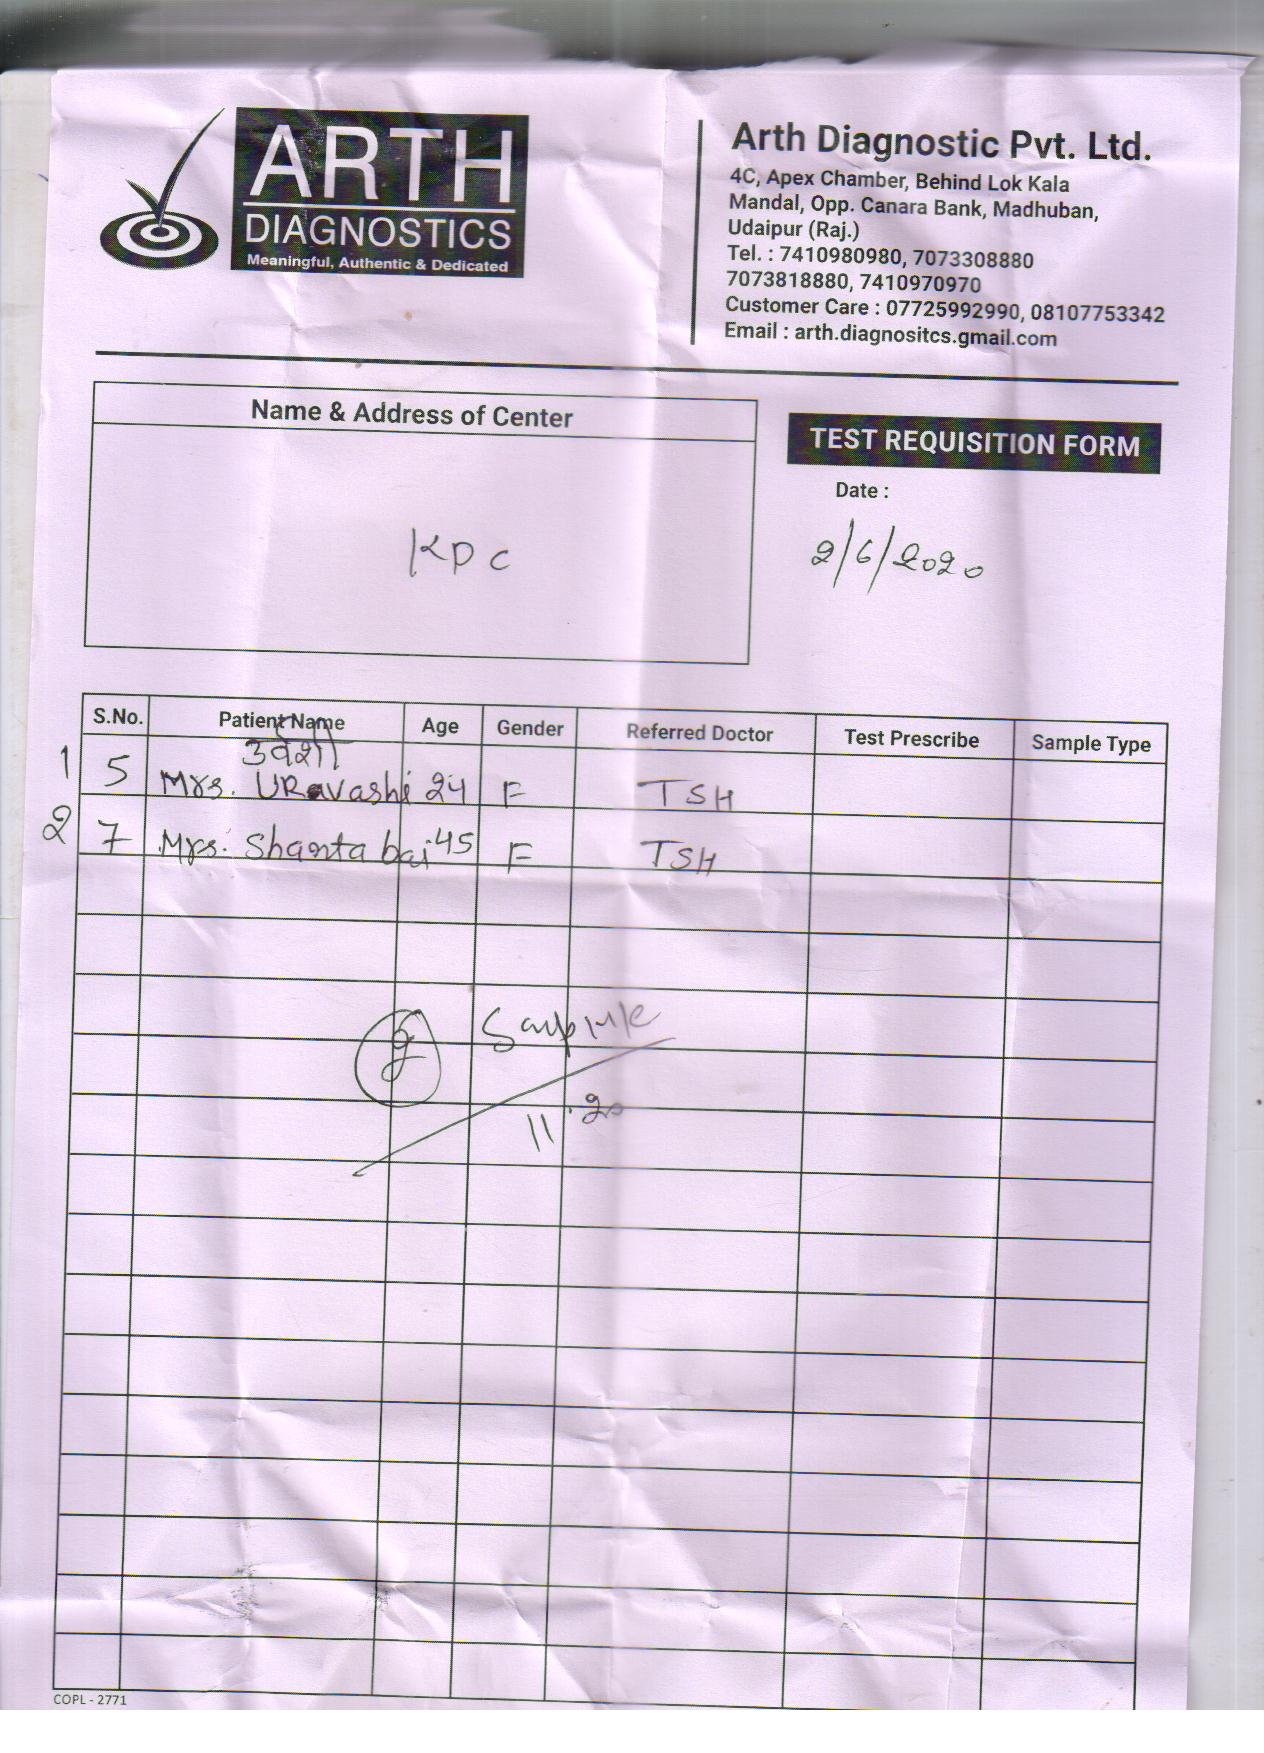 ARTH
DIAGNOSTICS
Meaningful, Authentic & Dedicated
Arth Diagnostic Pvt. Ltd.
4C, Apex Chamber, Behind Lok Kala
Mandal, Opp. Canara Bank, Madhuban,
Udaipur (Raj.)
Tel. : 7410980980, 7073308880
7073818880, 7410970970
Customer Care : 07725992990, 08107753342
Email : arth.diagnositcs.gmail.com
Name & Address of Center
KDC
TEST REQUISITION FORM
Date :
2/6/2020
S.No. Patient Name Age Gender Referred Doctor Test Prescribe Sample Type
1 5 Mrs. URavashi 24 F TSH
2 7 Mrs. Shanta bai 45 F TSH
2 Sample
11.20
COPL - 2771